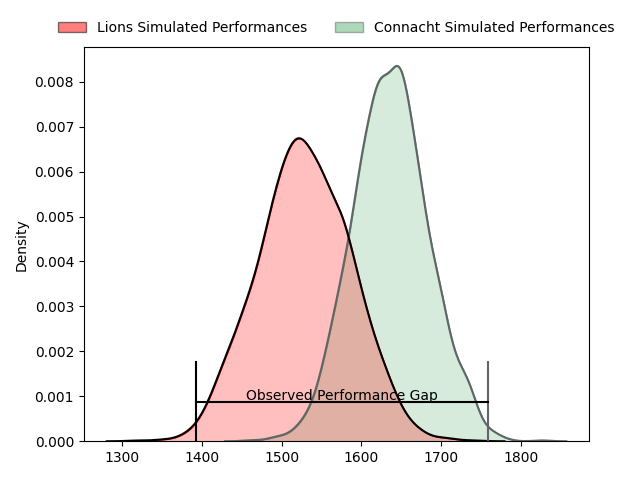 Lions Simulated Performances
Connacht Simulated Performances
0.008
0.007
0.006
0.005
0.004
0.003
0.002
0.001
0.000
Density
Observed Performance Gap
1300 1400 1500 1600 1700 1800